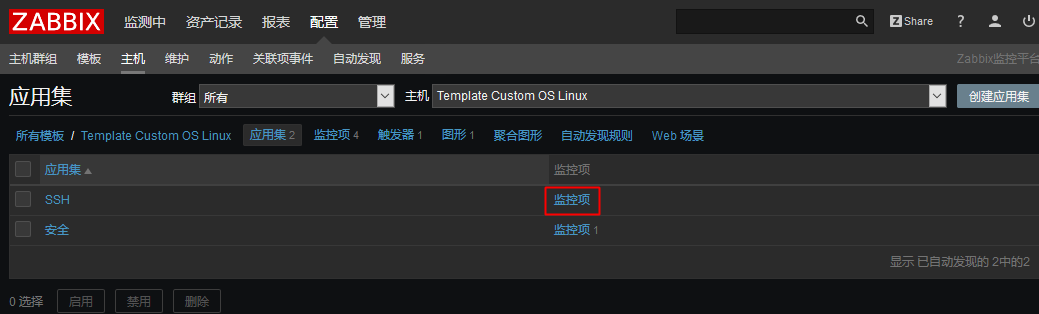 ZABBIX 监测中 资产记录 报表 配置 管理 Z Share ?
主机群组 模板 主机 维护 动作 关联项事件 自动发现 服务 Zabbix监控平台
应用集 群组 所有 主机 Template Custom OS Linux 创建应用集
所有模板 / Template Custom OS Linux 应用集 2 监控项 4 触发器 1 图形 1 聚合图形 自动发现规则 Web 场景
应用集 监控项
SSH 监控项
安全 监控项 1
显示 已自动发现的 2中的2
0 选择 启用 禁用 删除